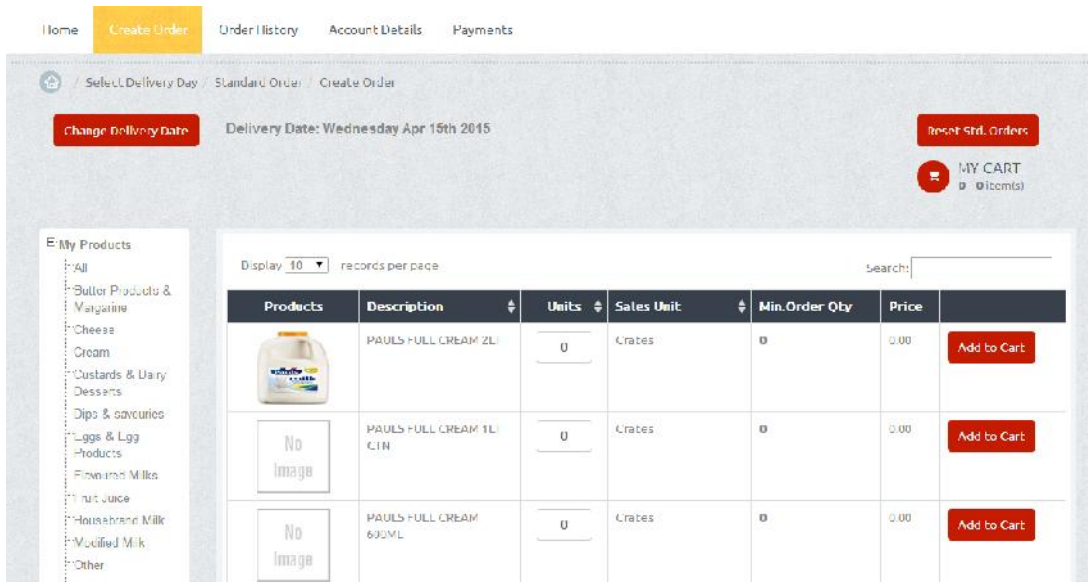 Home Create Order Order History Account Details Payments
/ Select Delivery Day / Standard Order / Create Order
Change Delivery Date Delivery Date: Wednesday Apr 15th 2015 Reset Std. Orders
MY CART
0 0 item(s)
My Products
All
Butter Products &
Margarine
Cheese
Cream
Custards & Dairy
Desserts
Dips & savouries
Eggs & Egg
Products
Flavoured Milks
Fruit Juice
Housebrand Milk
Modified Milk
Other
Display 10 records per page Search:
Products Description Units Sales Unit Min.Order Qty Price
PAULS FULL CREAM 2LT 0 Crates 0 0.00 Add to Cart
No
Image
PAULS FULL CREAM 1LT
CTN
0 Crates 0 0.00 Add to Cart
No
Image
PAULS FULL CREAM
600ML
0 Crates 0 0.00 Add to Cart